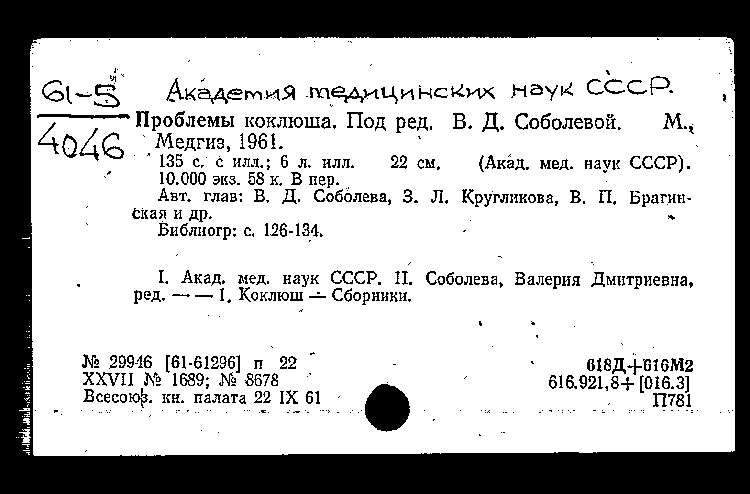 61-5
4046
Академия медицинских наук СССР.
Проблемы коклюша. Под ред. В. Д. Соболевой. М.,
Медгиз, 1961.
135 с. с илл.; 6 л. илл. 22 см. (Акад. мед. наук СССР).
10.000 экз. 58 к. В пер.
Авт. глав: В. Д. Соболева, З. Л. Кругликова, В. П. Брагин-
ская и др.
Библиогр: с. 126-134.
I. Акад. мед. наук СССР. II. Соболева, Валерия Дмитриевна,
ред. — — 1. Коклюш — Сборники.
№ 29946 [61-61296] п 22
618Д+616М2
XXVII № 1689; № 8678
616.921,8+[016.3]
Всесоюз. кн. палата 22 IX 61
П781